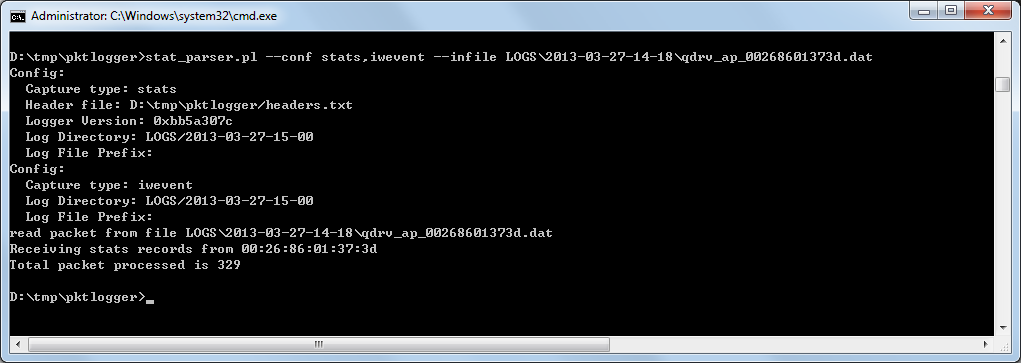 Administrator: C:\Windows\system32\cmd.exe
D:\tmp\pktlogger>stat_parser.pl --conf stats,iwevent --infile LOGS\2013-03-27-14-18\qdrv_ap_00268601373d.dat
Config:
  Capture type: stats
  Header file: D:\tmp\pktlogger/headers.txt
  Logger Version: 0xbb5a307c
  Log Directory: LOGS/2013-03-27-15-00
  Log File Prefix:
Config:
  Capture type: iwevent
  Log Directory: LOGS/2013-03-27-15-00
  Log File Prefix:
read packet from file LOGS\2013-03-27-14-18\qdrv_ap_00268601373d.dat
Receiving stats records from 00:26:86:01:37:3d
Total packet processed is 329
D:\tmp\pktlogger>_